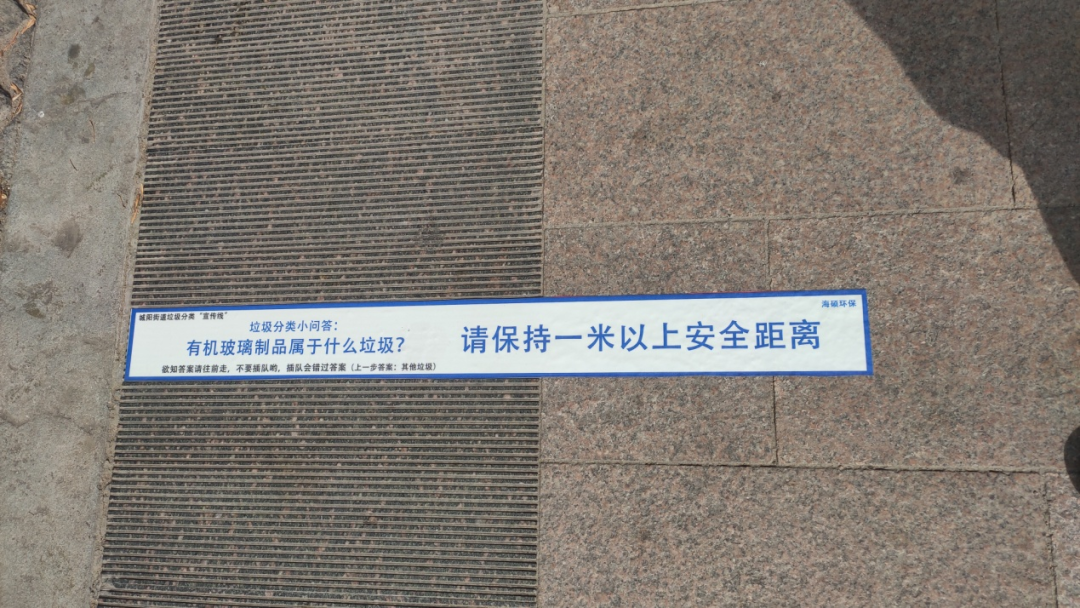 城阳街道垃圾分类“宣传线”
垃圾分类小问答：
有机玻璃制品属于什么垃圾？
欲知答案请往前走，不要插队哟，插队会错过答案（上一步答案：其他垃圾）
请保持一米以上安全距离
海硕环保